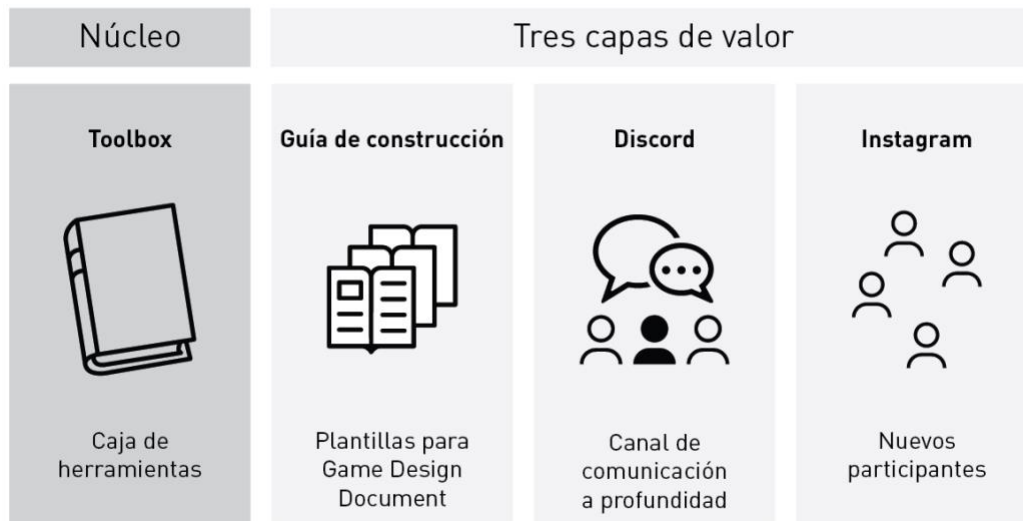 Núcleo
Tres capas de valor
Toolbox
Caja de
herramientas
Guía de construcción
Plantillas para
Game Design
Document
Discord
Canal de
comunicación
a profundidad
Instagram
Nuevos
participantes